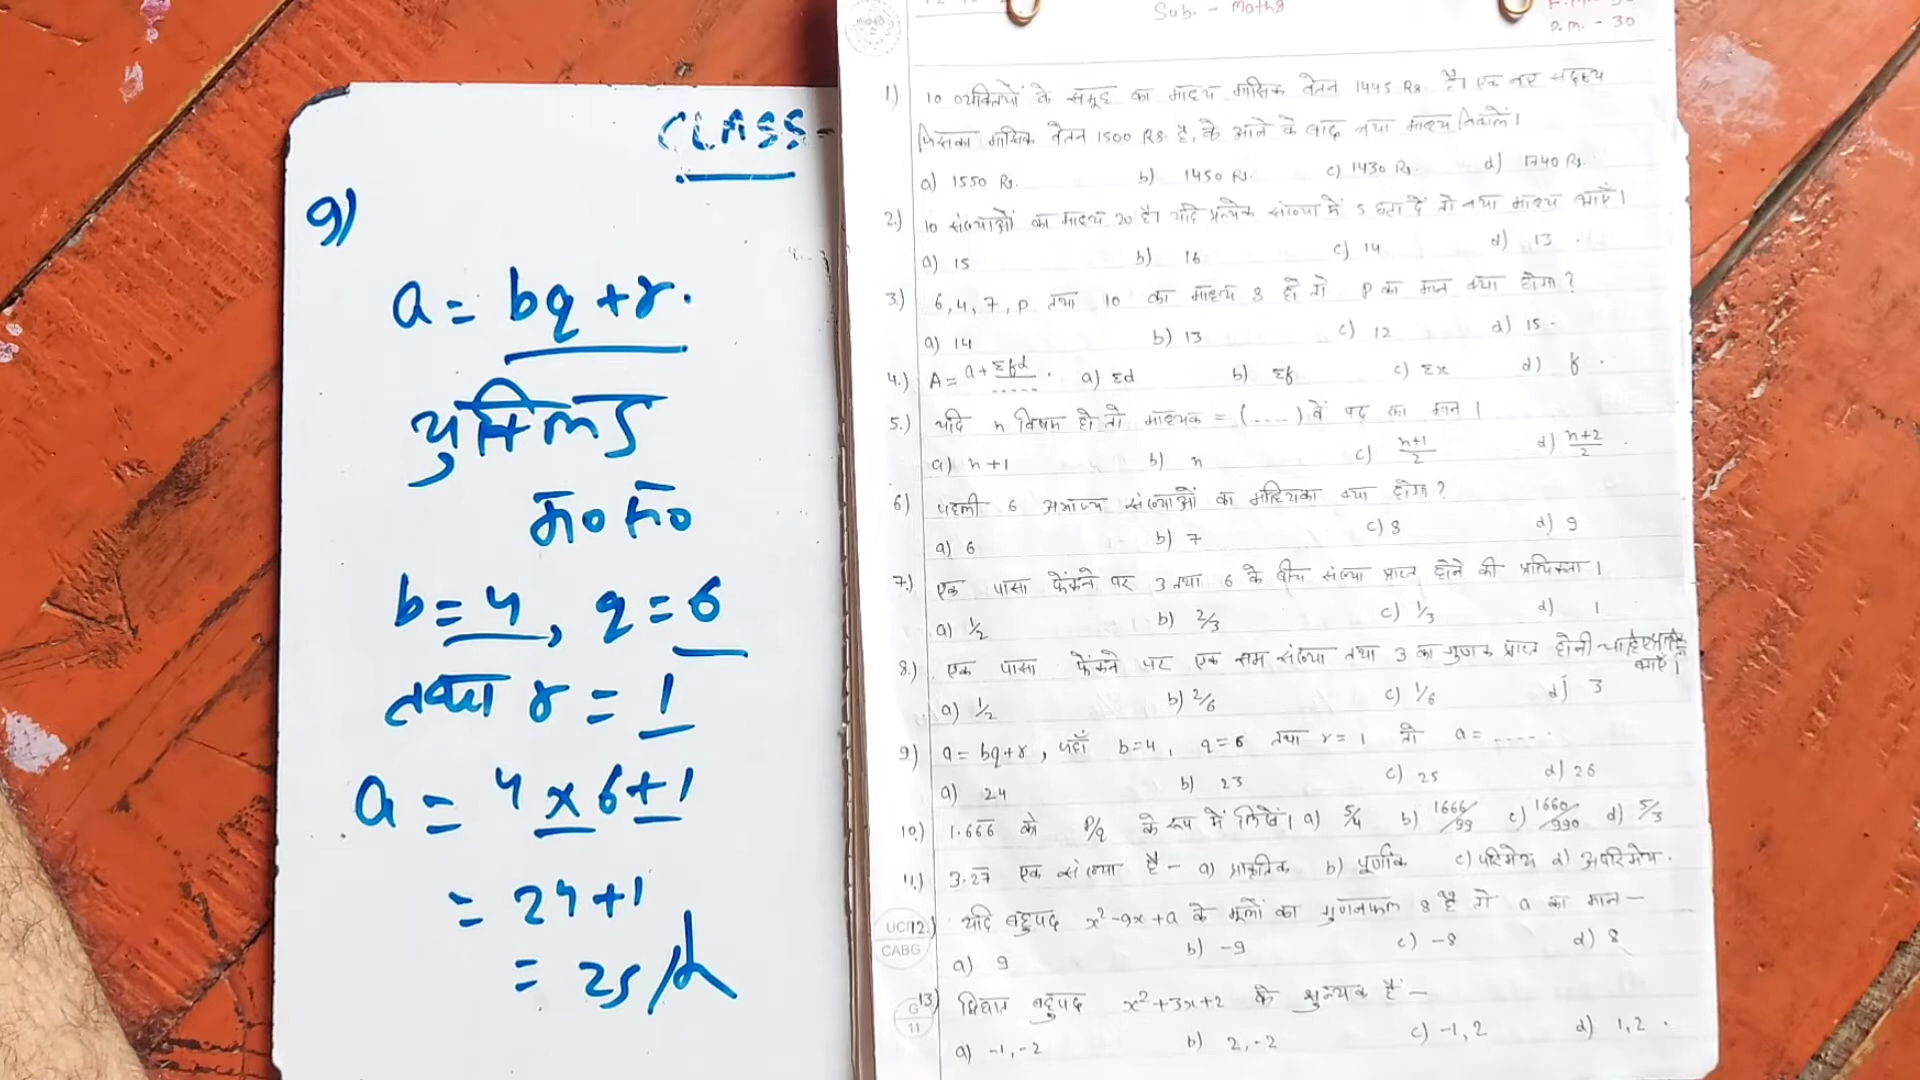 CLASS-
9)
a = bq + r.
युक्लिड
b = 4, q = 6
तथा r = 1
a = 4 × 6 + 1
= 24 + 1
= 25
Sub. - Maths
P.M. - 30
1.) 10 व्यक्तियों के समूह का माध्य मासिक वेतन 1445 Rs. है। एक नए सदस्य
जिसका मासिक वेतन 1500 Rs. है, के आने के बाद नया माध्य निकालें।
a) 1550 Rs. b) 1450 Rs. c) 1430 Rs. d) 1740 Rs.
2.) 10 संख्याओं का माध्य 20 है। यदि प्रत्येक संख्या में 5 घटा दें तो नया माध्य बताएँ।
a) 15 b) 16 c) 14 d) 13 .
3.) 6, 4, 7, P तथा 10 का माध्य 8 हो तो P का मान क्या होगा ?
a) 14 b) 13 c) 12 d) 15 .
4.) A = a + Σfd/..... . a) Σd b) Σf c) Σx d) f .
5.) यदि n विषम हो तो माध्यक = (....) वें पद का मान ।
a) n+1 b) n c) n+1/2 d) n+2/2 .
6) पहली 6 अभाज्य संख्याओं का माध्यिका क्या होगा ?
a) 6 b) 7 c) 8 d) 9
7.) एक पासा फेंकने पर 3 तथा 6 के बीच संख्या प्राप्त होने की प्रायिकता ।
a) 1/2 b) 2/3 c) 1/3 d) 1
8.) एक पासा फेंकने पर एक सम संख्या तथा 3 का गुणक प्राप्त होनी चाहिए
बताएँ।
a) 1/2 b) 2/6 c) 1/6 d) 3
9) a = bq+r, जहाँ b=4, q=6 तथा r=1 तो a= ......
a) 24 b) 23 c) 25 d) 26
10.) 1.666̅ को P/q के रूप में लिखें। a) 5/4 b) 1666/99 c) 1660/990 d) 5/3
11.) 3.27̅ एक संख्या है - a) प्राकृतिक b) पूर्णांक c) परिमेय d) अपरिमेय .
12.) यदि बहुपद x²-9x+a के मूलों का गुणनफल 8 है तो a का मान -
a) 9 b) -9 c) -8 d) 8
13) द्विघात बहुपद x²+3x+2 के शून्यक हैं -
a) -1, -2 b) 2, -2 c) -1, 2 d) 1, 2 .
UC
CABG
G
11